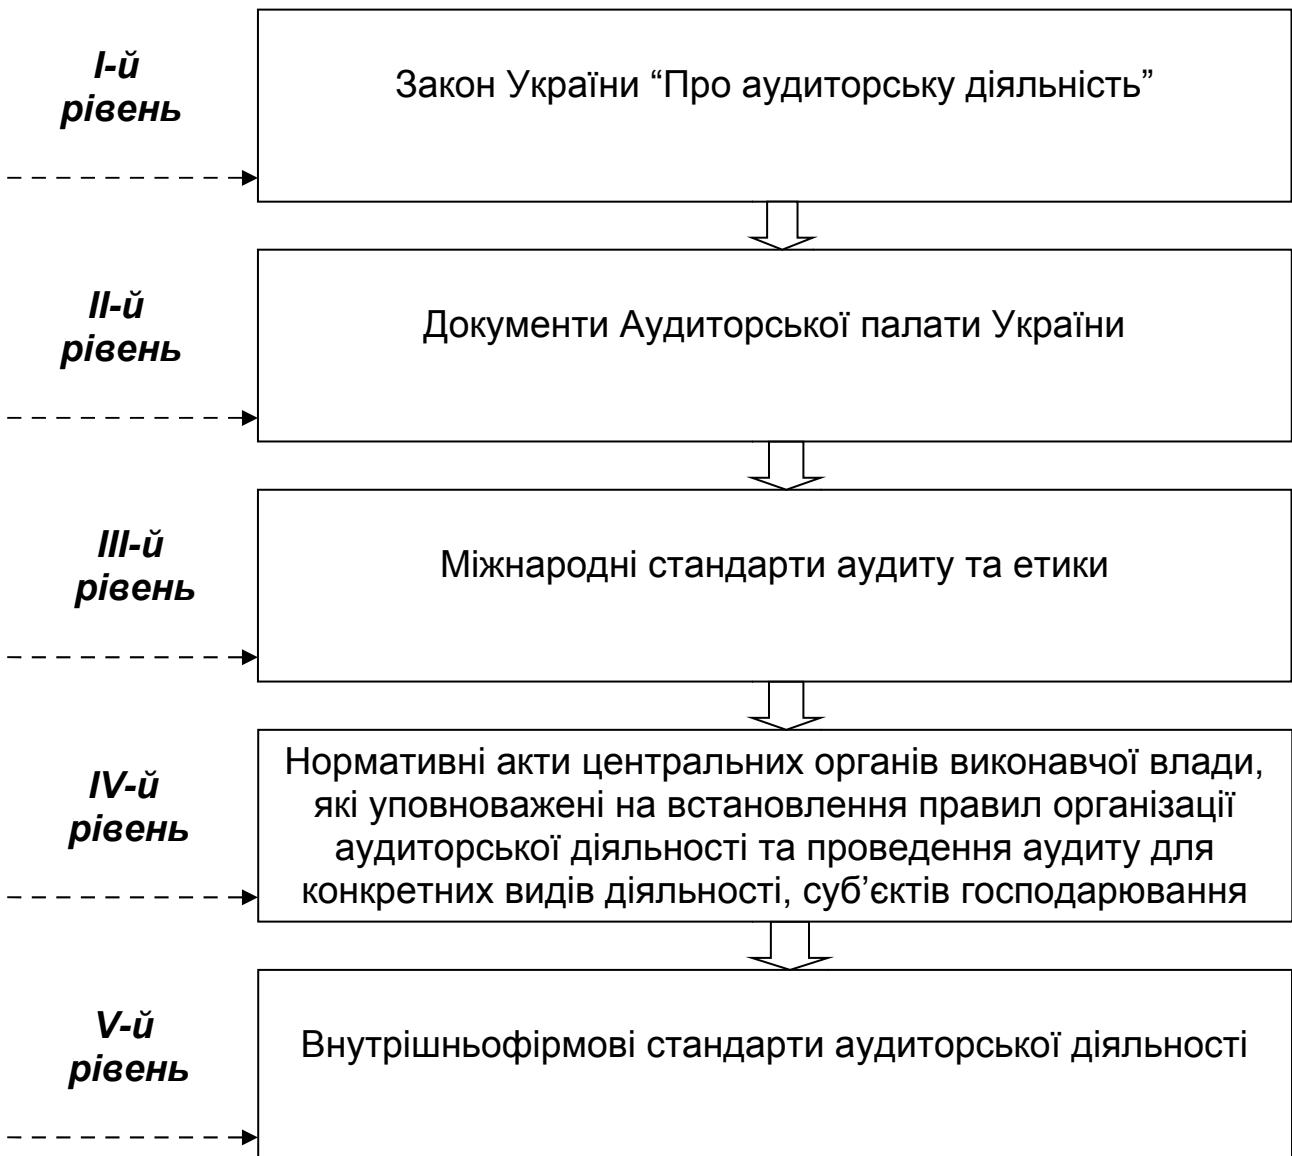 І-й
рівень
Закон України “Про аудиторську діяльність”
ІІ-й
рівень
Документи Аудиторської палати України
ІІІ-й
рівень
Міжнародні стандарти аудиту та етики
IV-й
рівень
Нормативні акти центральних органів виконавчої влади,
які уповноважені на встановлення правил організації
аудиторської діяльності та проведення аудиту для
конкретних видів діяльності, суб’єктів господарювання
V-й
рівень
Внутрішньофірмові стандарти аудиторської діяльності